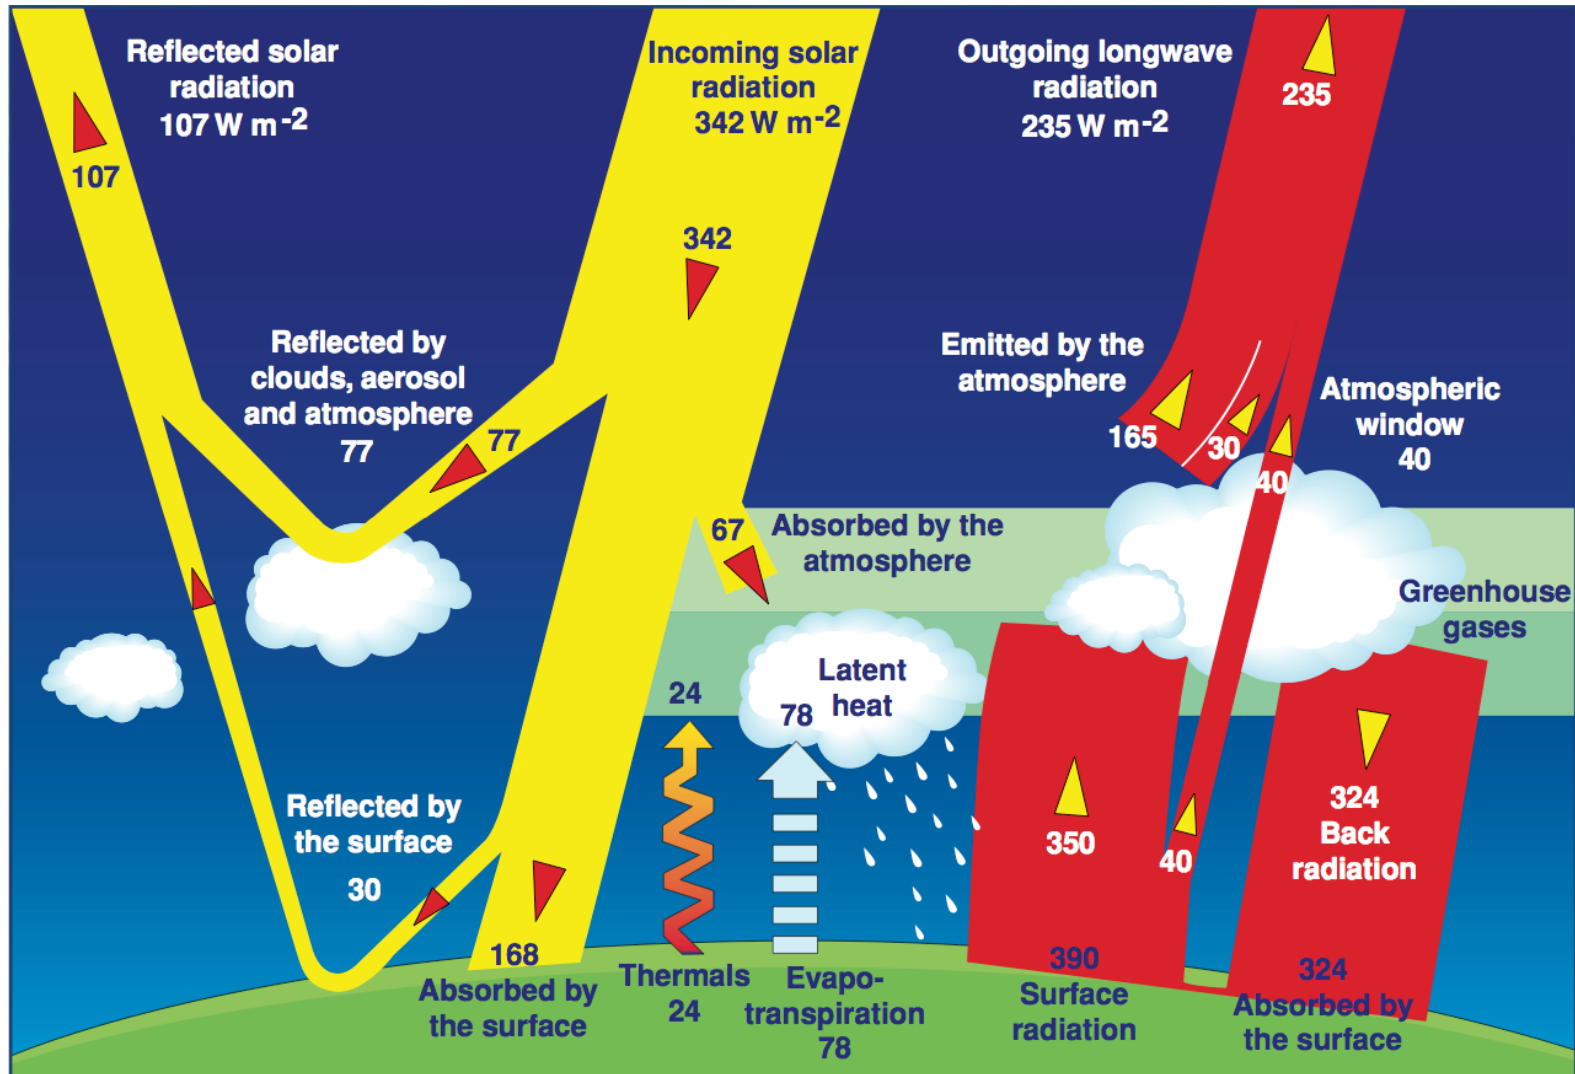 Reflected solar
radiation
107 W m-2
107
Incoming solar
radiation
342 W m-2
342
Outgoing longwave
radiation
235 W m-2
235
Reflected by
clouds, aerosol
and atmosphere
77
77
Emitted by the
atmosphere
165
30
40
Atmospheric
window
40
67
Absorbed by the
atmosphere
Greenhouse
gases
24
Latent
heat
78
Reflected by
the surface
30
350
40
324
Back
radiation
168
Absorbed by
the surface
Thermals
24
Evapo-
transpiration
78
390
Surface
radiation
324
Absorbed by
the surface